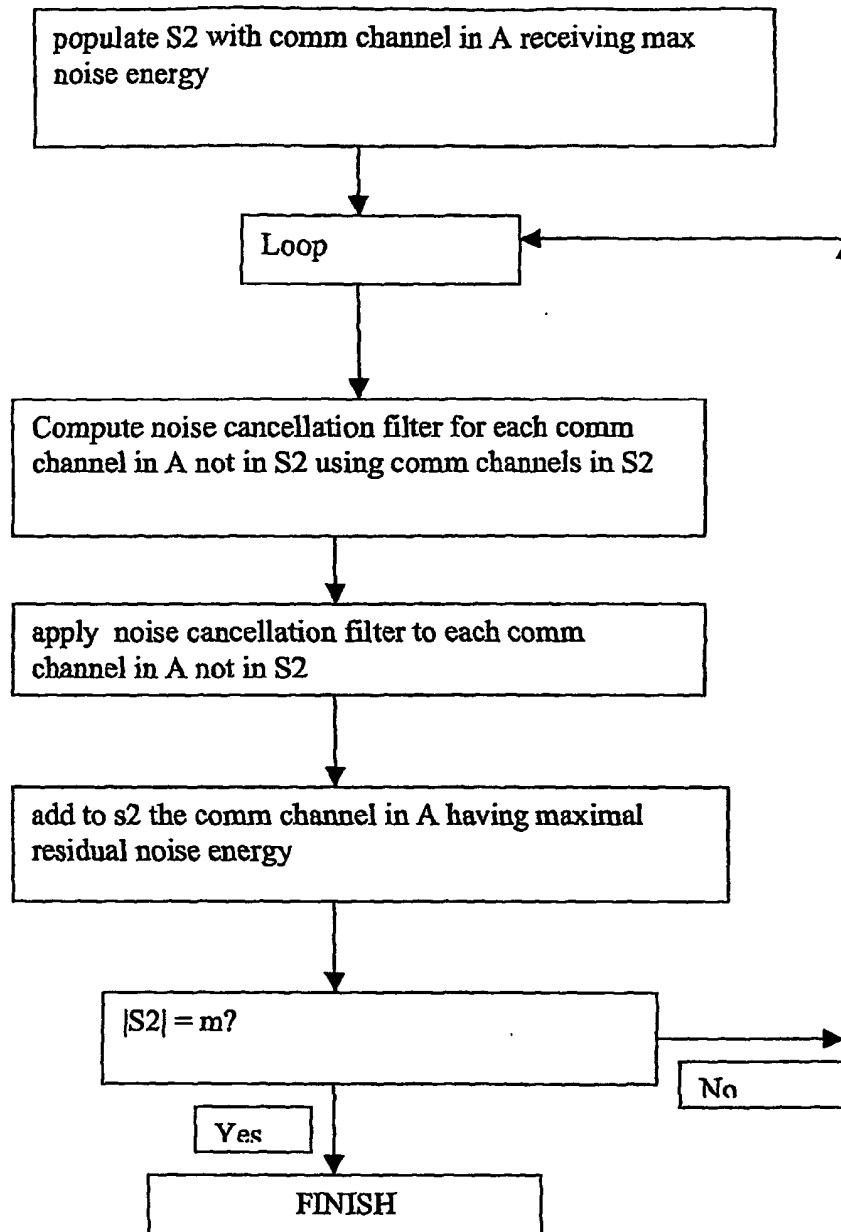 populate S2 with comm channel in A receiving max
noise energy
Loop
Compute noise cancellation filter for each comm
channel in A not in S2 using comm channels in S2
apply noise cancellation filter to each comm
channel in A not in S2
add to s2 the comm channel in A having maximal
residual noise energy
|S2| = m?
No
Yes
FINISH